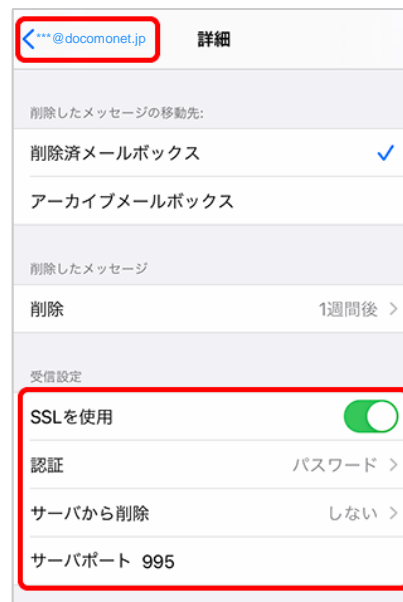 ***@docomonet.jp 詳細
削除したメッセージの移動先:
削除済メールボックス
アーカイブメールボックス
削除したメッセージ
削除 1週間後
受信設定
SSLを使用
認証 パスワード
サーバから削除 しない
サーバポート 995